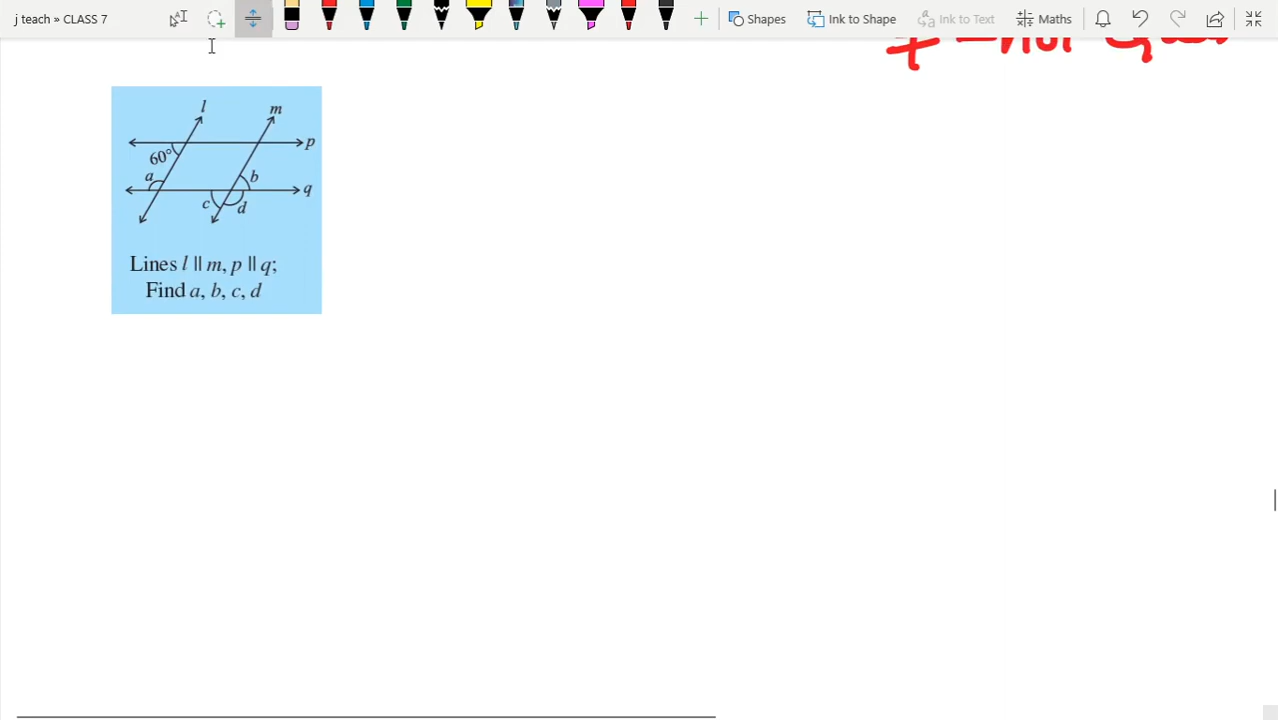 j teach » CLASS 7
Shapes
Ink to Shape
Ink to Text
Maths
l
m
60°
p
a
b
q
c
d
Lines l || m, p || q;
Find a, b, c, d